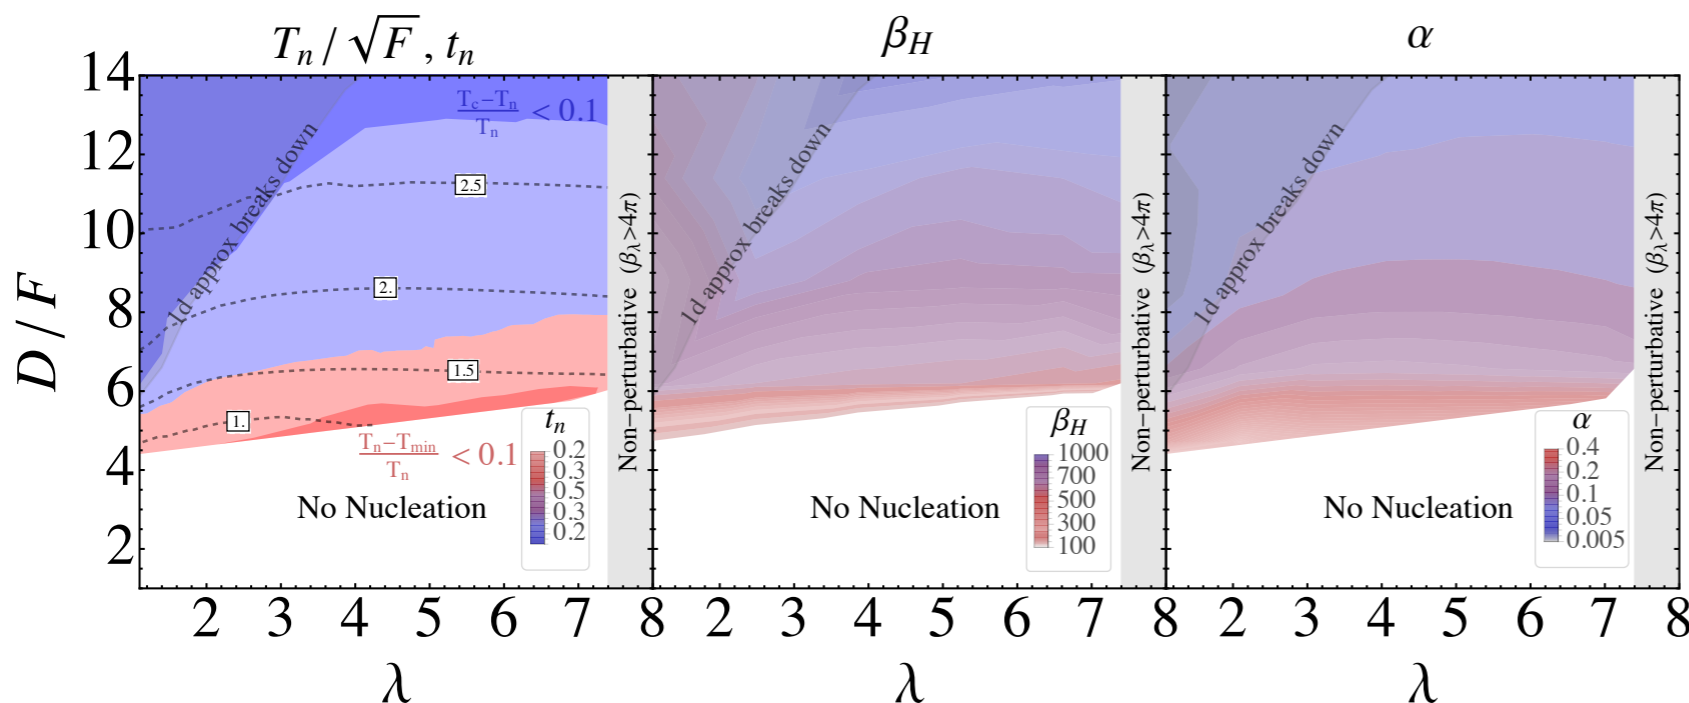 T_n / √F , t_n
β_H
α
D / F
14
12
10
8
6
4
2
(T_c − T_n) / T_n < 0.1
1d approx breaks down
2.5
2.
1.5
1.
(T_n − T_min) / T_n < 0.1
No Nucleation
t_n
0.2
0.3
0.5
0.3
0.2
Non−perturbative (β_λ>4π)
1d approx breaks down
No Nucleation
β_H
1000
700
500
300
100
Non−perturbative (β_λ>4π)
1d approx breaks down
No Nucleation
α
0.4
0.2
0.1
0.05
0.005
Non−perturbative (β_λ>4π)
2 3 4 5 6 7 8 2 3 4 5 6 7 8 2 3 4 5 6 7 8
λ
λ
λ